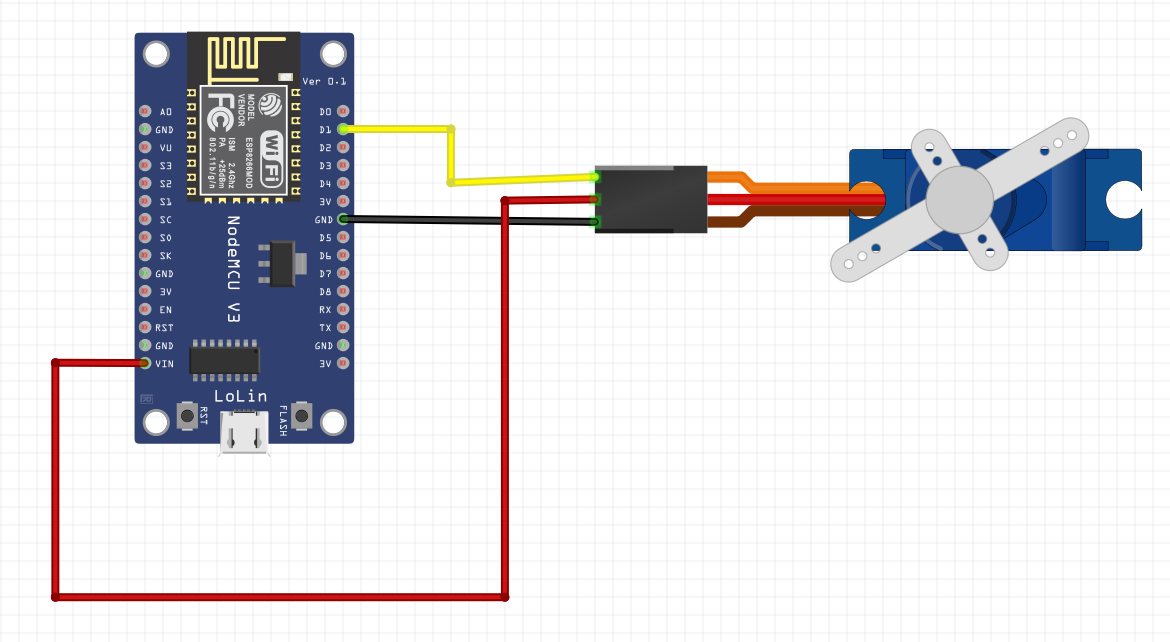 Ver 0.1
A0
GND
VU
S3
S2
S1
SC
S0
SK
GND
3V
EN
RST
GND
VIN
D0
D1
D2
D3
D4
3V
GND
D5
D6
D7
D8
RX
TX
GND
3V
MODEL
VENDOR
ESP8266MOD
WiFi
FC
ISM 2.4GHz
PA +25dBm
802.11b/g/n
NodeMCU V3
LoLin
RST
FLASH